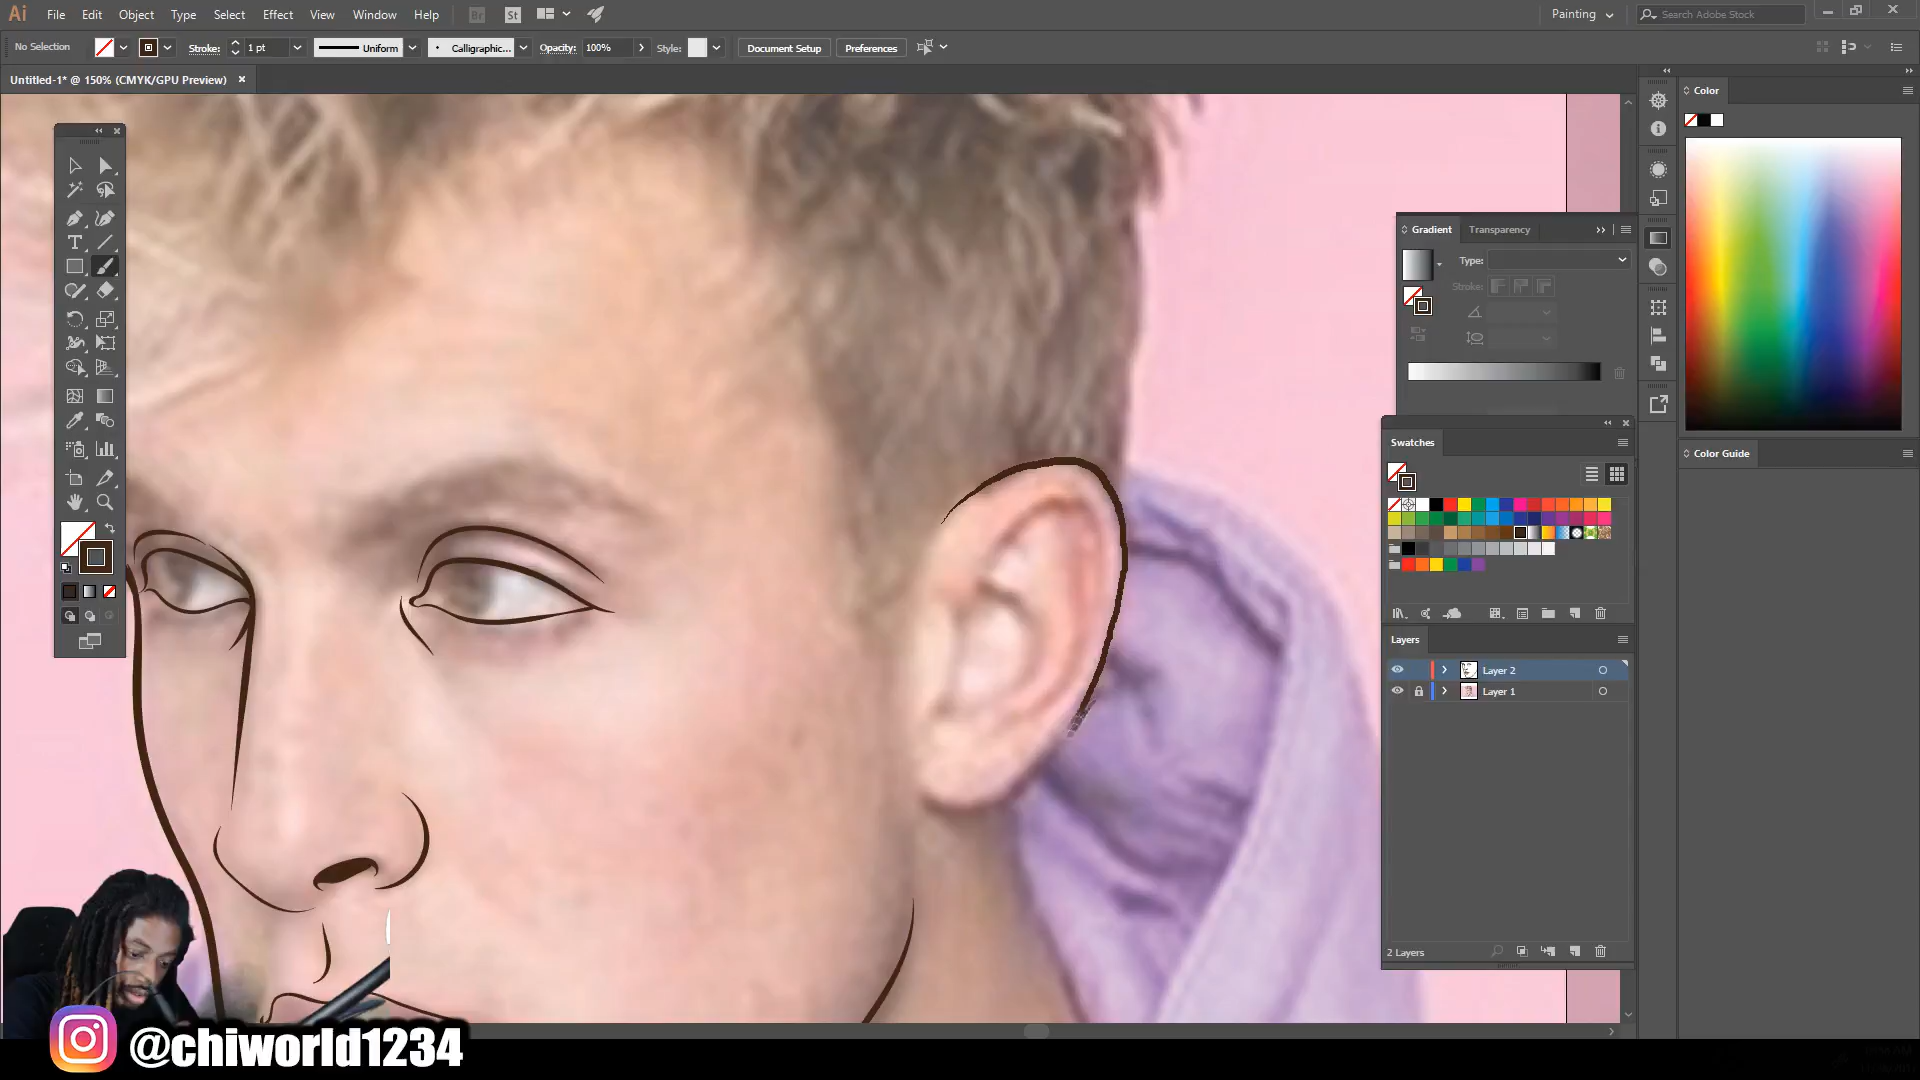 Ai File Edit Object Type Select Effect View Window Help Br St Painting Search Adobe Stock
No Selection Stroke: 1 pt Uniform Calligraphic... Opacity: 100% Style: Document Setup Preferences
Untitled-1* @ 150% (CMYK/GPU Preview)
Color
Gradient Transparency
Type:
Stroke:
Swatches
Color Guide
Layers
Layer 2
Layer 1
2 Layers
@chiworld1234